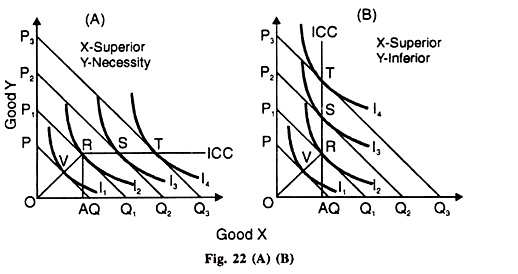 (A)
X-Superior
Y-Necessity
Good Y
P3
P2
P1
P
V
R
S
T
ICC
I1
I2
I3
I4
O
AQ
Q1
Q2
Q3
(B)
ICC
X-Superior
Y-Inferior
P3
P2
P1
P
T
S
R
V
I4
I3
I2
I1
O
AQ
Q1
Q2
Q3
Good X
Fig. 22 (A) (B)